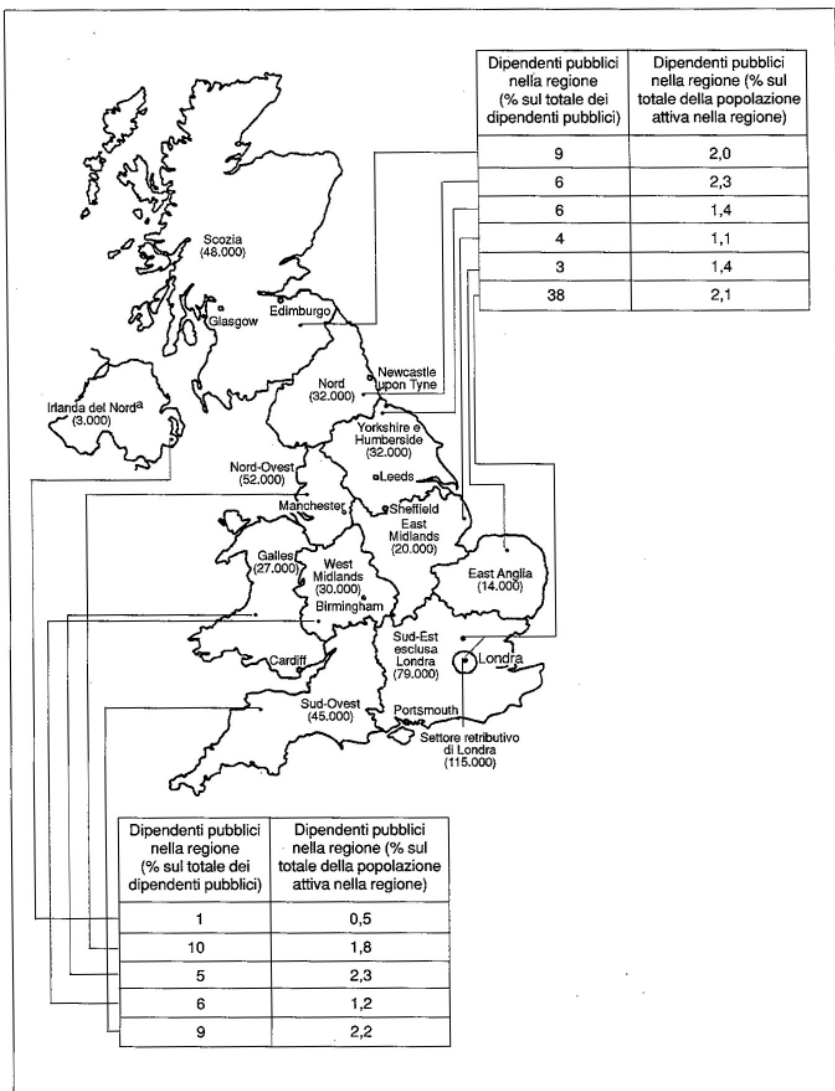 Dipendenti pubblici
nella regione
(% sul totale dei
dipendenti pubblici)
Dipendenti pubblici
nella regione (% sul
totale della popolazione
attiva nella regione)
9 2,0
6 2,3
6 1,4
4 1,1
3 1,4
38 2,1
Scozia
(48.000)
Edimburgo
Glasgow
Newcastle
upon Tyne
Nord
(32.000)
Irlanda del Nordª
(3.000)
Yorkshire e
Humberside
(32.000)
Nord-Ovest
(52.000)
Leeds
Manchester
Sheffield
East
Midlands
(20.000)
Galles
(27.000)
West
Midlands
(30.000)
Birmingham
East Anglia
(14.000)
Sud-Est
esclusa
Londra
(79.000)
Londra
Cardiff
Sud-Ovest
(45.000)
Portsmouth
Settore retributivo
di Londra
(115.000)
Dipendenti pubblici
nella regione
(% sul totale dei
dipendenti pubblici)
Dipendenti pubblici
nella regione (% sul
totale della popolazione
attiva nella regione)
1 0,5
10 1,8
5 2,3
6 1,2
9 2,2